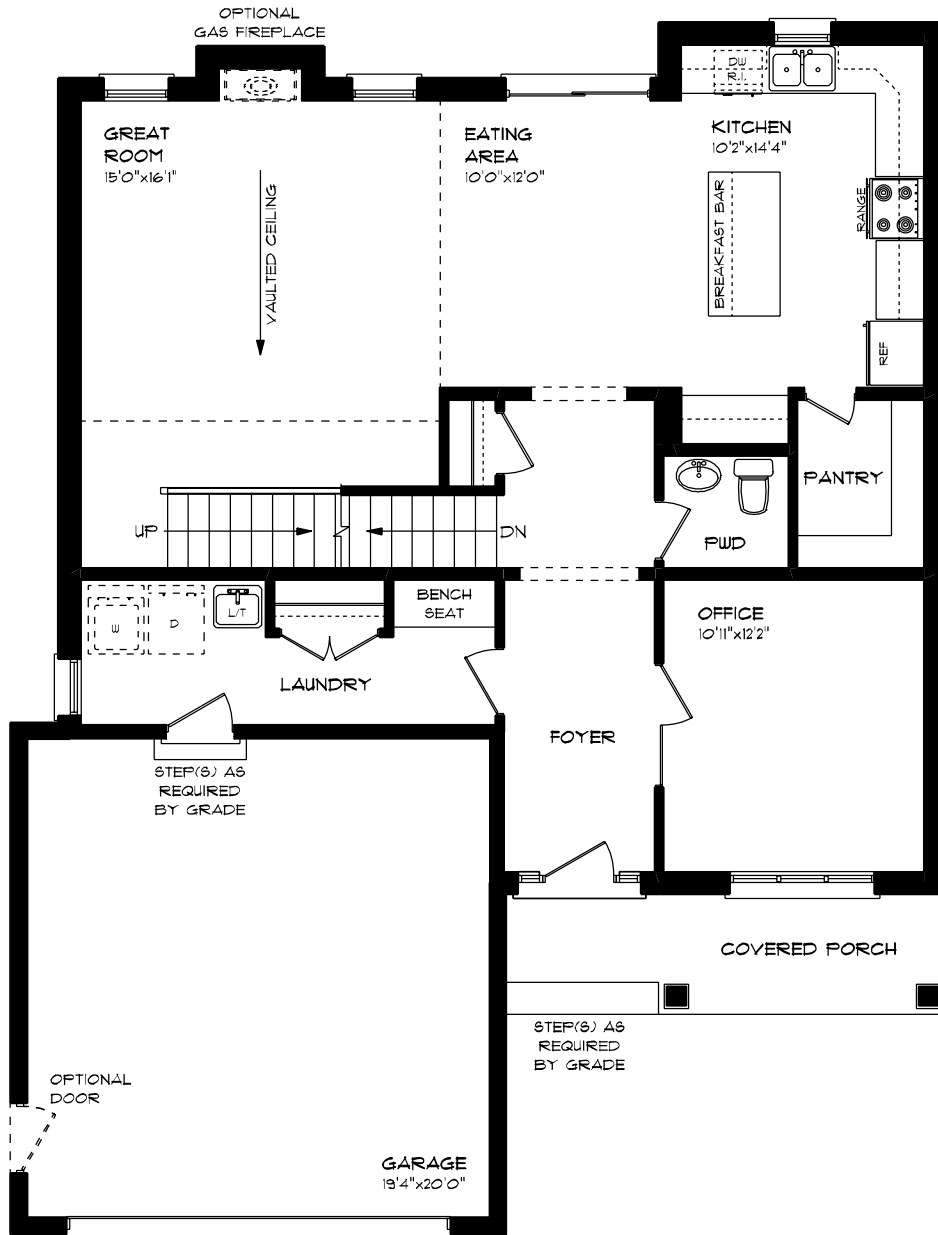 OPTIONAL
GAS FIREPLACE
DW
R.I.
GREAT
ROOM
15'0"x16'1"
EATING
AREA
10'0"x12'0"
KITCHEN
10'2"x14'4"
VAULTED CEILING
BREAKFAST BAR
RANGE
REF
PANTRY
UP
DN
PWD
W
D
L/T
BENCH
SEAT
OFFICE
10'11"x12'2"
LAUNDRY
FOYER
STEP(S) AS
REQUIRED
BY GRADE
COVERED PORCH
STEP(S) AS
REQUIRED
BY GRADE
OPTIONAL
DOOR
GARAGE
19'4"x20'0"